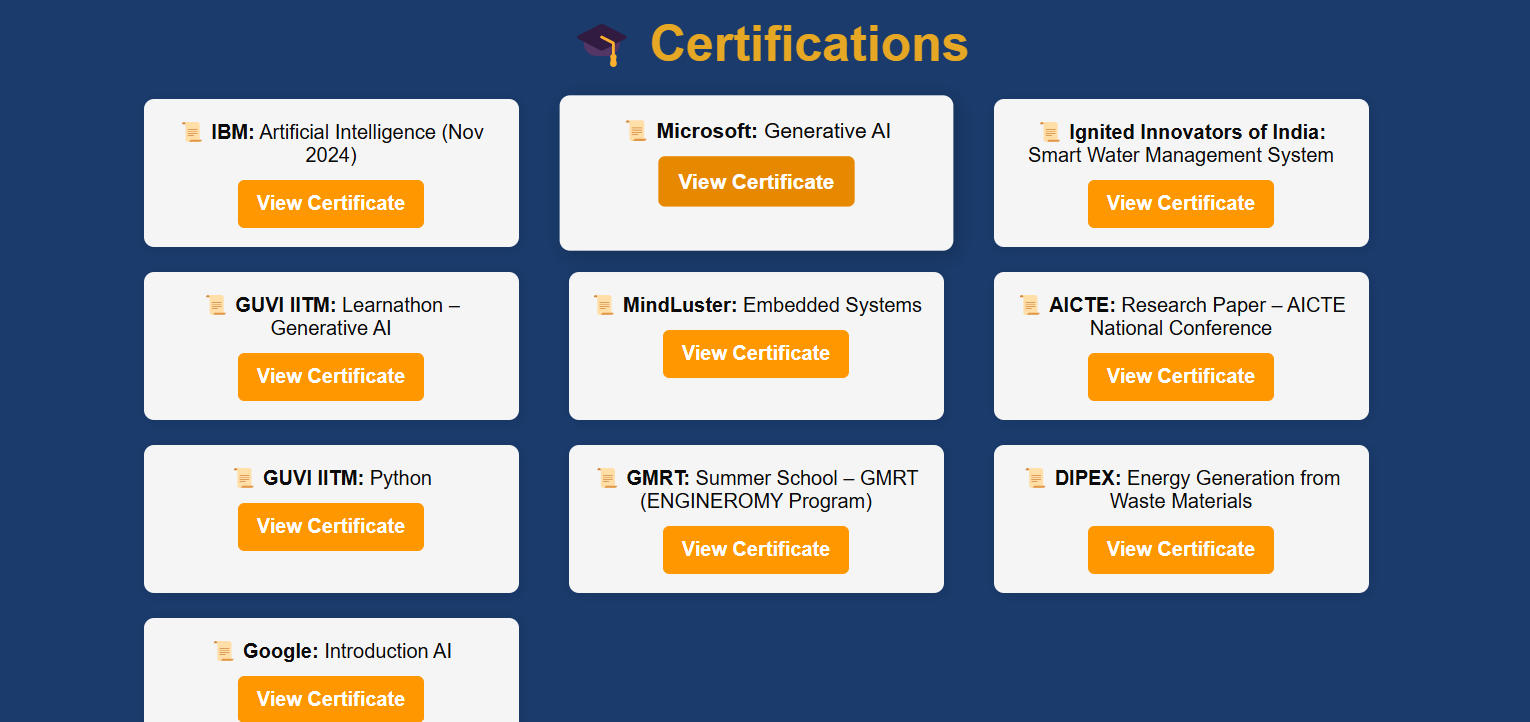 Certifications
IBM: Artificial Intelligence (Nov
2024)
View Certificate
Microsoft: Generative AI
View Certificate
Ignited Innovators of India:
Smart Water Management System
View Certificate
GUVI IITM: Learnathon –
Generative AI
View Certificate
MindLuster: Embedded Systems
View Certificate
AICTE: Research Paper – AICTE
National Conference
View Certificate
GUVI IITM: Python
View Certificate
GMRT: Summer School – GMRT
(ENGINEROMY Program)
View Certificate
DIPEX: Energy Generation from
Waste Materials
View Certificate
Google: Introduction AI
View Certificate